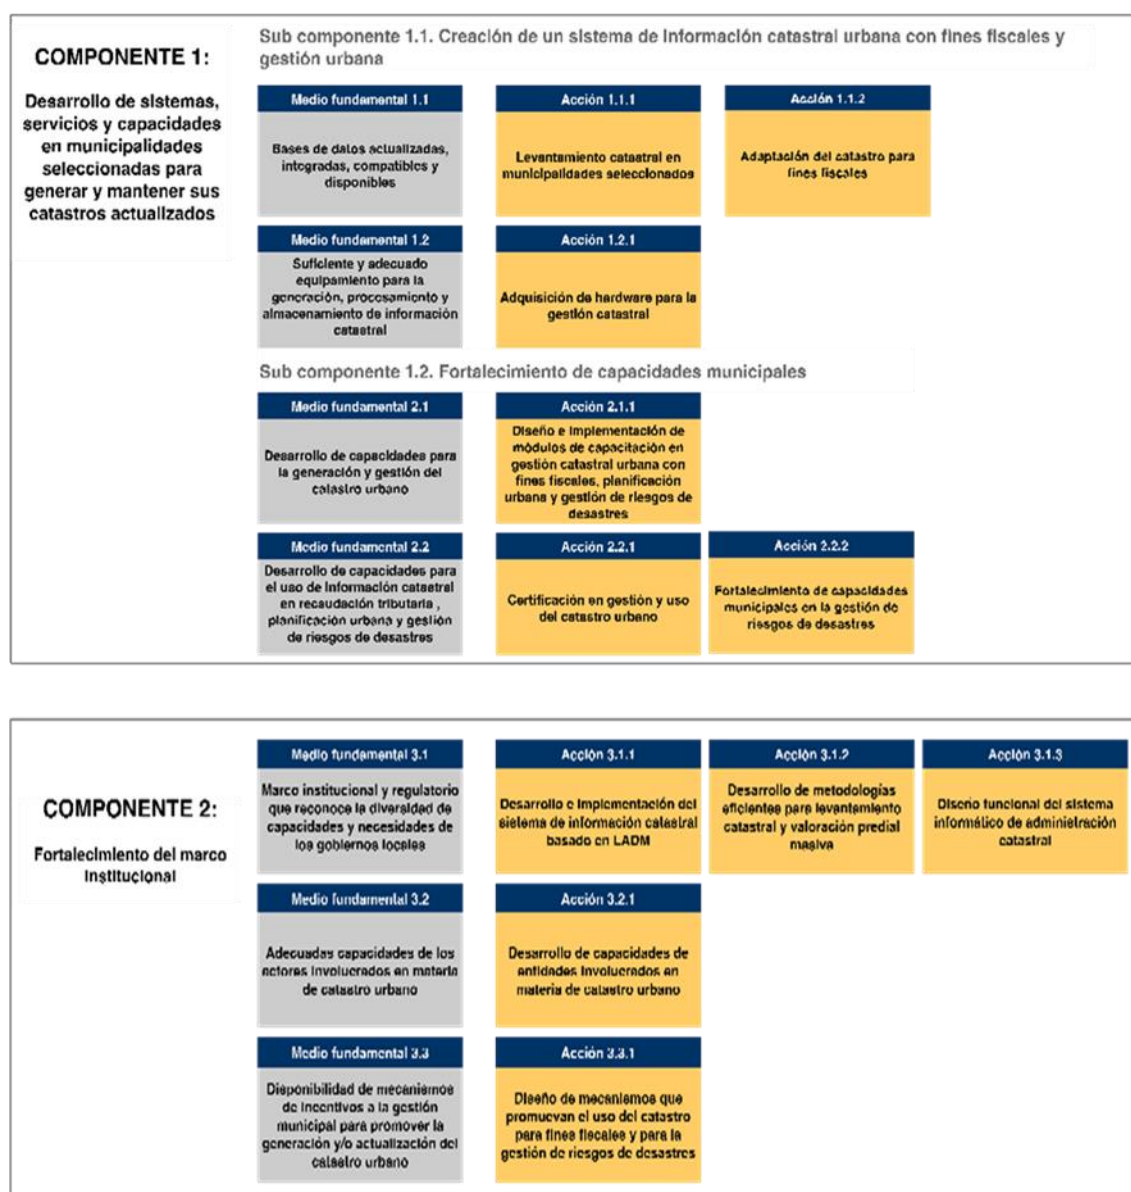 COMPONENTE 1:
Desarrollo de sistemas,
servicios y capacidades
en municipalidades
seleccionadas para
generar y mantener sus
catastros actualizados
Sub componente 1.1. Creación de un sistema de información catastral urbana con fines fiscales y
gestión urbana
Medio fundamental 1.1
Bases de datos actualizadas,
integradas, compatibles y
disponibles
Acción 1.1.1
Levantamiento catastral en
municipalidades seleccionados
Acción 1.1.2
Adaptación del catastro para
fines fiscales
Medio fundamental 1.2
Suficiente y adecuado
equipamiento para la
generación, procesamiento y
almacenamiento de información
catastral
Acción 1.2.1
Adquisición de hardware para la
gestión catastral
Sub componente 1.2. Fortalecimiento de capacidades municipales
Medio fundamental 2.1
Desarrollo de capacidades para
la generación y gestión del
catastro urbano
Acción 2.1.1
Diseño e implementación de
módulos de capacitación en
gestión catastral urbana con
fines fiscales, planificación
urbana y gestión de riesgos de
desastres
Medio fundamental 2.2
Desarrollo de capacidades para
el uso de información catastral
en recaudación tributaria ,
planificación urbana y gestión
de riesgos de desastres
Acción 2.2.1
Certificación en gestión y uso
del catastro urbano
Acción 2.2.2
Fortalecimiento de capacidades
municipales en la gestión de
riesgos de desastres
COMPONENTE 2:
Fortalecimiento del marco
institucional
Medio fundamental 3.1
Marco institucional y regulatorio
que reconoce la diversidad de
capacidades y necesidades de
los gobiernos locales
Acción 3.1.1
Desarrollo e implementación del
sistema de información catastral
basado en LADM
Acción 3.1.2
Desarrollo de metodologías
eficientes para levantamiento
catastral y valoración predial
masiva
Acción 3.1.3
Diseño funcional del sistema
informático de administración
catastral
Medio fundamental 3.2
Adecuadas capacidades de los
actores involucrados en materia
de catastro urbano
Acción 3.2.1
Desarrollo de capacidades de
entidades involucrados en
materia de catastro urbano
Medio fundamental 3.3
Disponibilidad de mecanismos
de incentivos a la gestión
municipal para promover la
generación y/o actualización del
catastro urbano
Acción 3.3.1
Diseño de mecanismos que
promuevan el uso del catastro
para fines fiscales y para la
gestión de riesgos de desastres